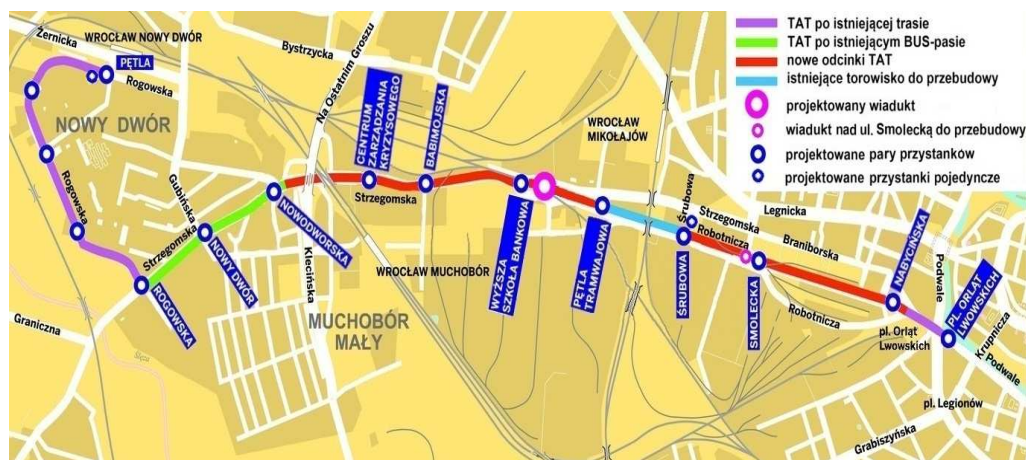 TAT po istniejącej trasie
TAT po istniejącym BUS-pasie
nowe odcinki TAT
istniejące torowisko do przebudowy
projektowany wiadukt
wiadukt nad ul. Smolecką do przebudowy
projektowane pary przystanków
projektowane przystanki pojedyncze
Żernicka
WROCŁAW NOWY DWÓR
PĘTLA
Rogowska
NOWY DWÓR
Rogowska
Bystrzycka
Na Ostatnim Groszu
Gubińska
Strzegomska
ROGOWSKA
NOWY DWÓR
NOWODWORSKA
Klecińska
Graniczna
MUCHOBÓR
MAŁY
CENTRUM
ZARZĄDZANIA
KRYZYSOWEGO
BABIMOJSKA
Strzegomska
WROCŁAW MUCHOBÓR
WROCŁAW
MIKOŁAJÓW
WYŻSZA
SZKOŁA BANKOWA
PĘTLA
TRAMWAJOWA
Śrubowa
ŚRUBOWA
Strzegomska
Robotnicza
Legnicka
Braniborska
SMOLECKA
Robotnicza
NABYCIŃSKA
Podwale
PL. ORLĄT
LWOWSKICH
pl. Orląt
Lwowskich
Krupnicza
Podwale
pl. Legionów
Grabiszyńska